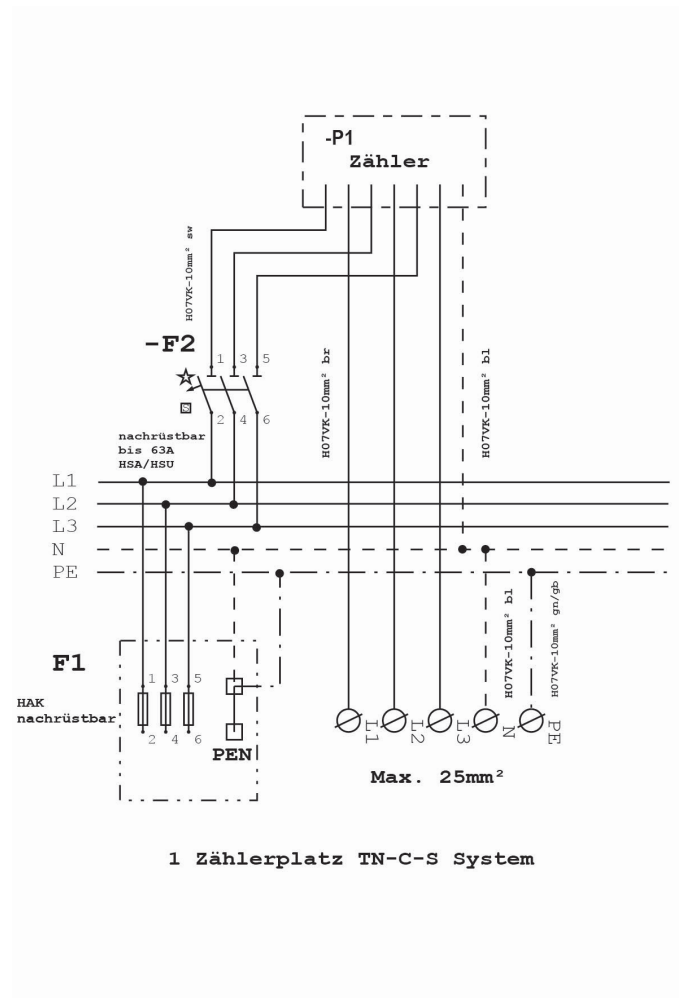 -P1
Zähler
H07VK-10mm² sw
-F2
1 3 5
S
2 4 6
nachrüstbar
bis 63A
HSA/HSU
H07VK-10mm² br
H07VK-10mm² bl
L1
L2
L3
N
PE
H07VK-10mm² bl
H07VK-10mm² gn/gb
F1
1 3 5
HAK
nachrüstbar
2 4 6
PEN
L1
L2
L3
N
PE
Max. 25mm²
1 Zählerplatz TN-C-S System